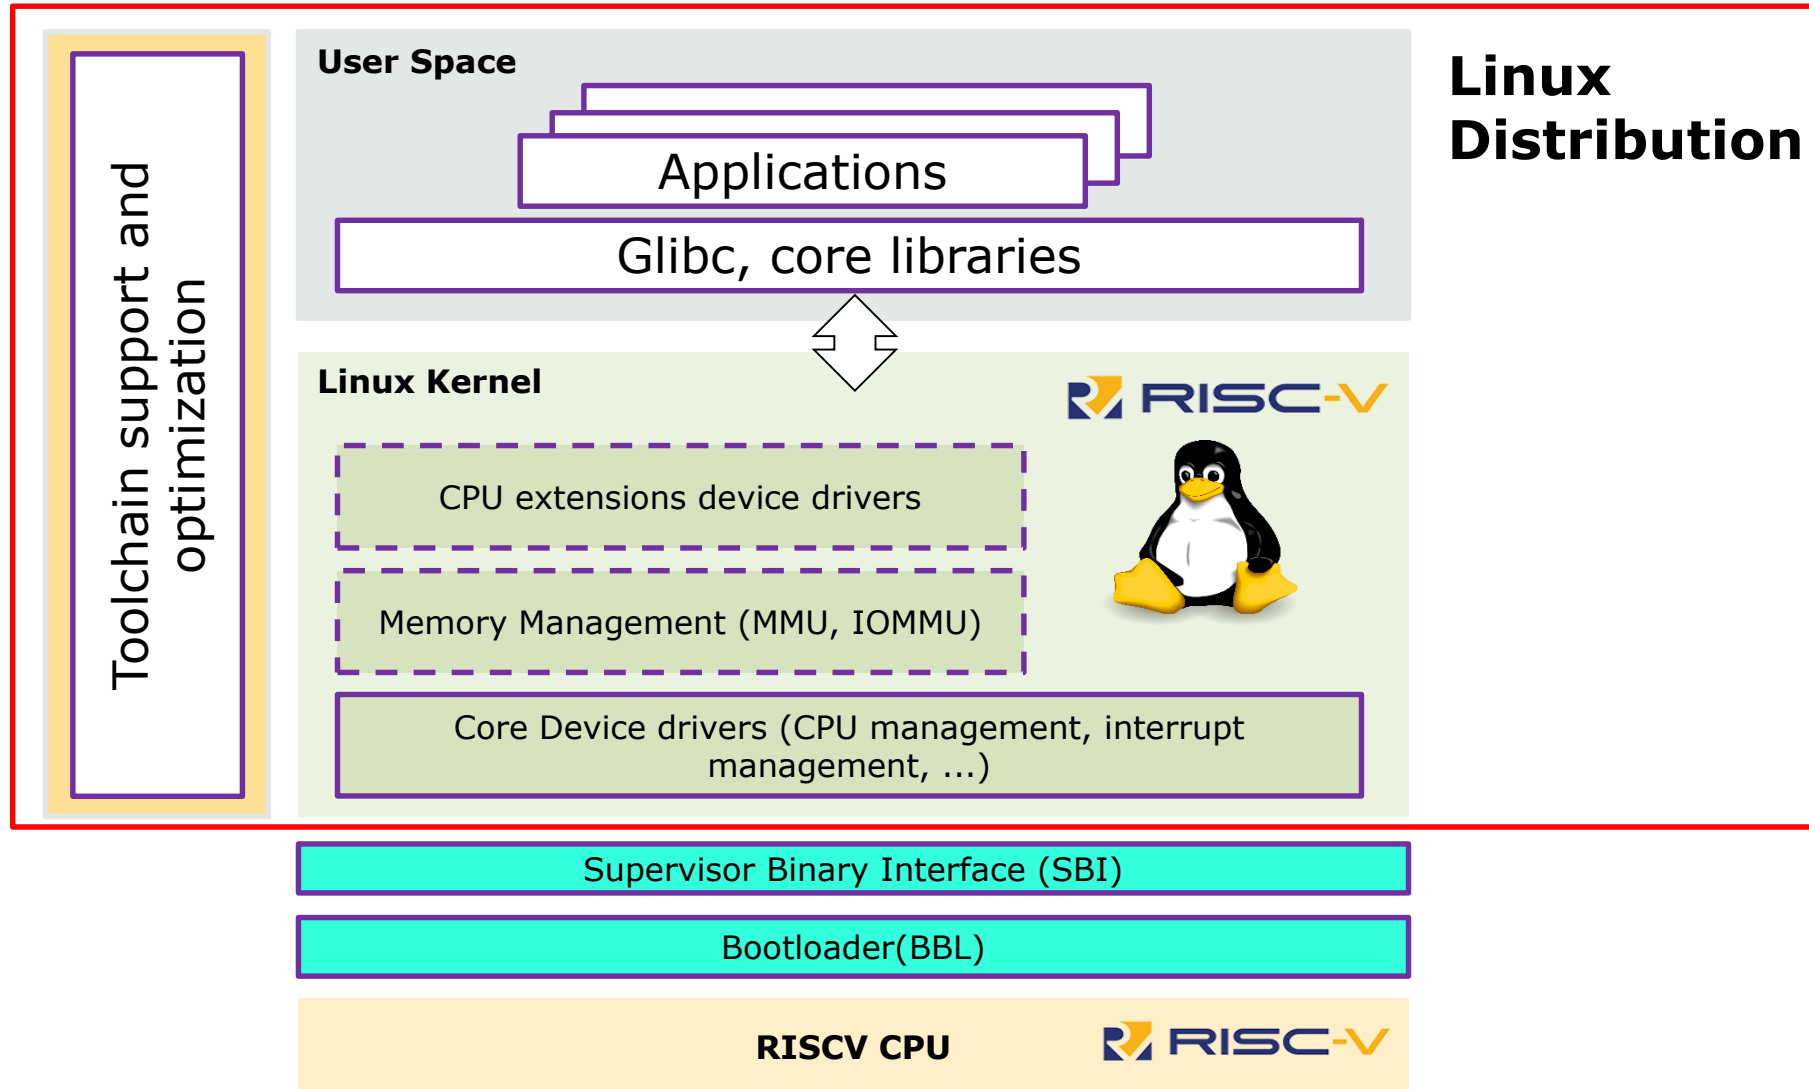 Toolchain support and
optimization
User Space
Applications
Glibc, core libraries
Linux
Distribution
Linux Kernel
RISC-V
CPU extensions device drivers
Memory Management (MMU, IOMMU)
Core Device drivers (CPU management, interrupt
management, ...)
Supervisor Binary Interface (SBI)
Bootloader(BBL)
RISCV CPU
RISC-V